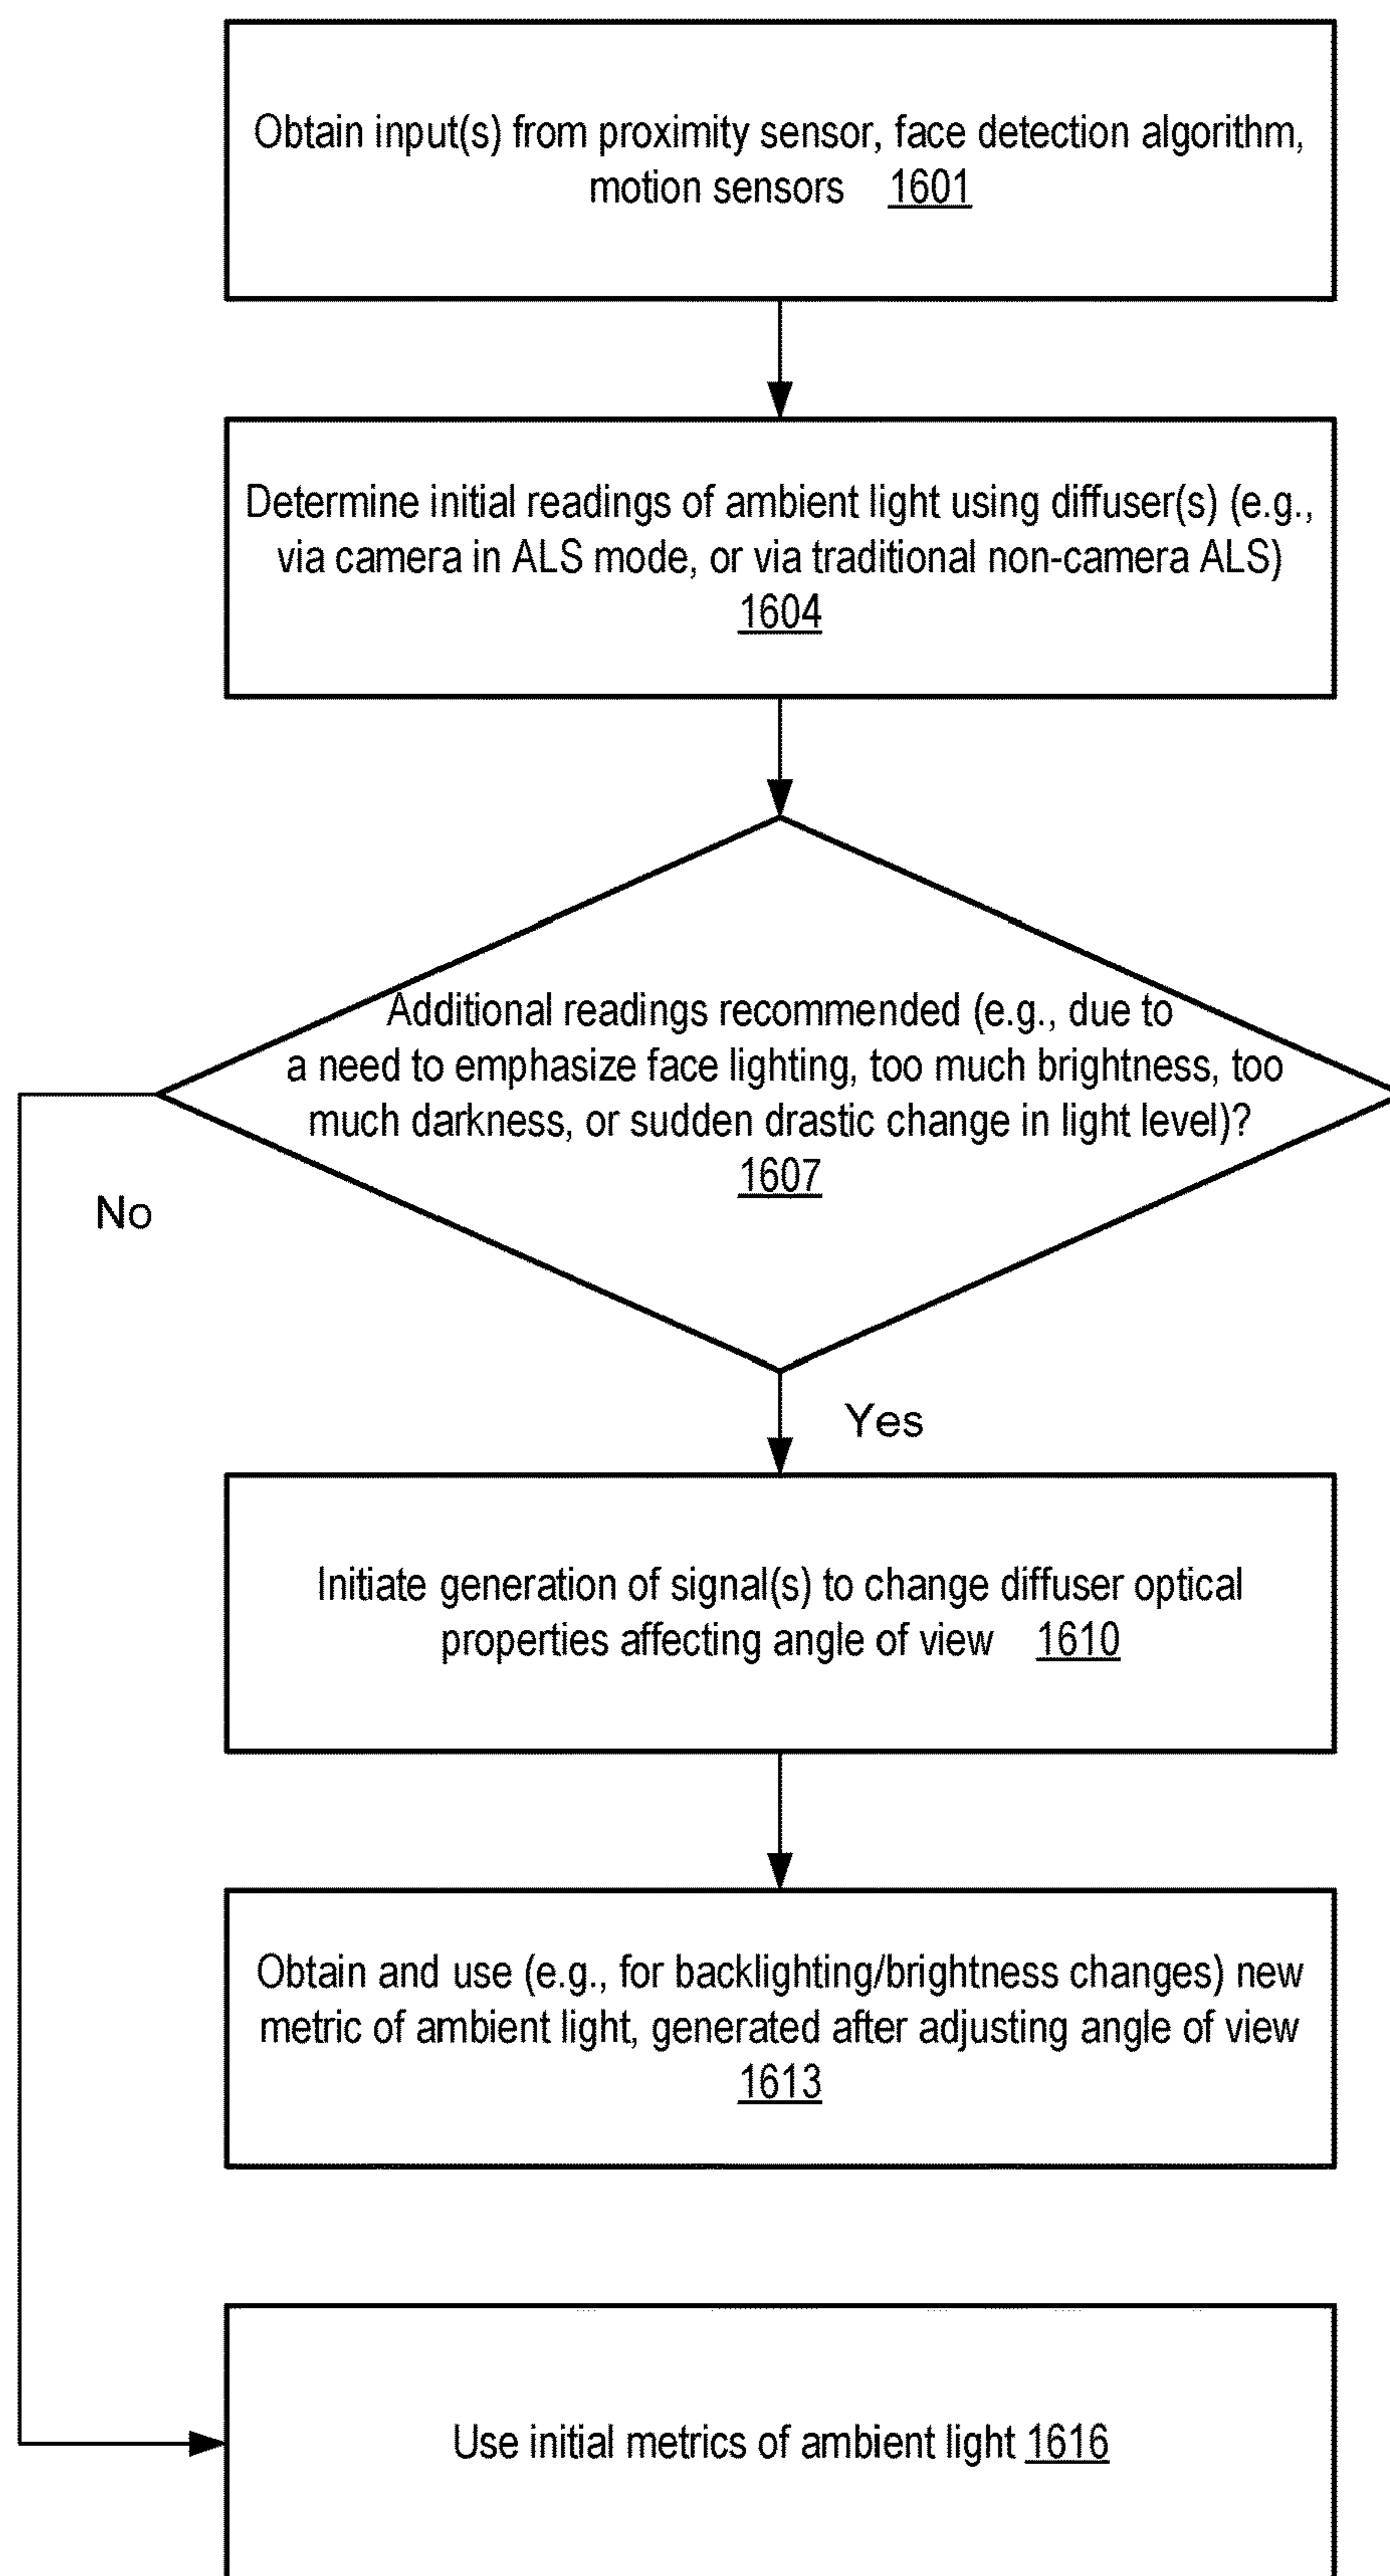 Obtain input(s) from proximity sensor, face detection algorithm,
motion sensors 1601
Determine initial readings of ambient light using diffuser(s) (e.g.,
via camera in ALS mode, or via traditional non-camera ALS)
1604
Additional readings recommended (e.g., due to
a need to emphasize face lighting, too much brightness, too
much darkness, or sudden drastic change in light level)?
1607
No
Yes
Initiate generation of signal(s) to change diffuser optical
properties affecting angle of view 1610
Obtain and use (e.g., for backlighting/brightness changes) new
metric of ambient light, generated after adjusting angle of view
1613
Use initial metrics of ambient light 1616